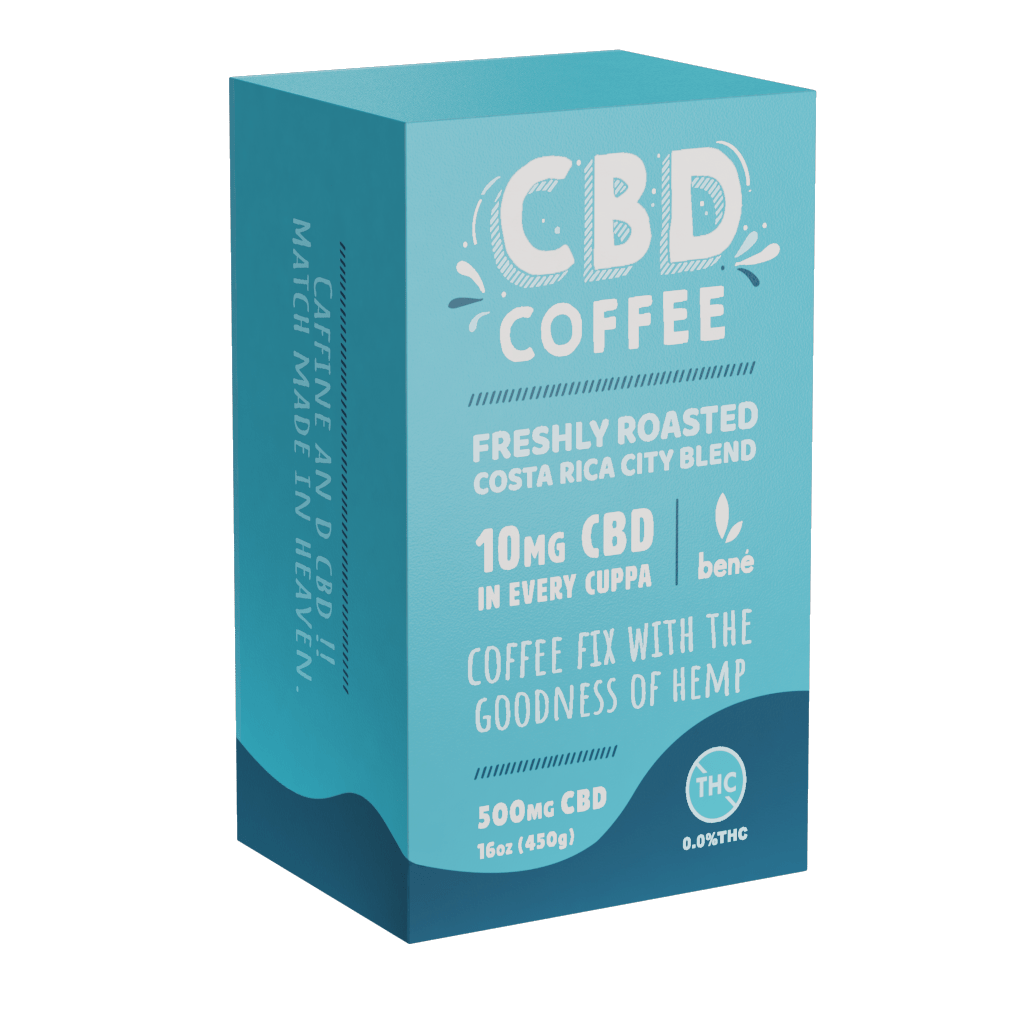 CBD
COFFEE
FRESHLY ROASTED
COSTA RICA CITY BLEND
10MG CBD
IN EVERY CUPPA
bené
COFFEE FIX WITH THE
GOODNESS OF HEMP
500MG CBD
16oz (450g)
THC
0.0%THC
CAFFINE AN D CBD !!
MATCH MADE IN HEAVEN.